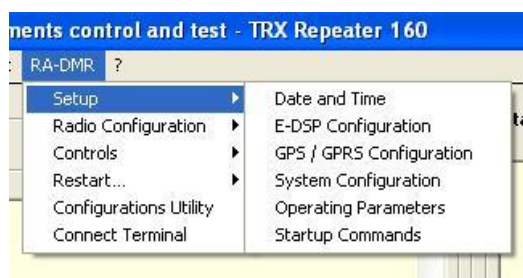 ments control and test - TRX Repeater 160
RA-DMR ?
Setup
Radio Configuration
Controls
Restart...
Configurations Utility
Connect Terminal
Date and Time
E-DSP Configuration
GPS / GPRS Configuration
System Configuration
Operating Parameters
Startup Commands